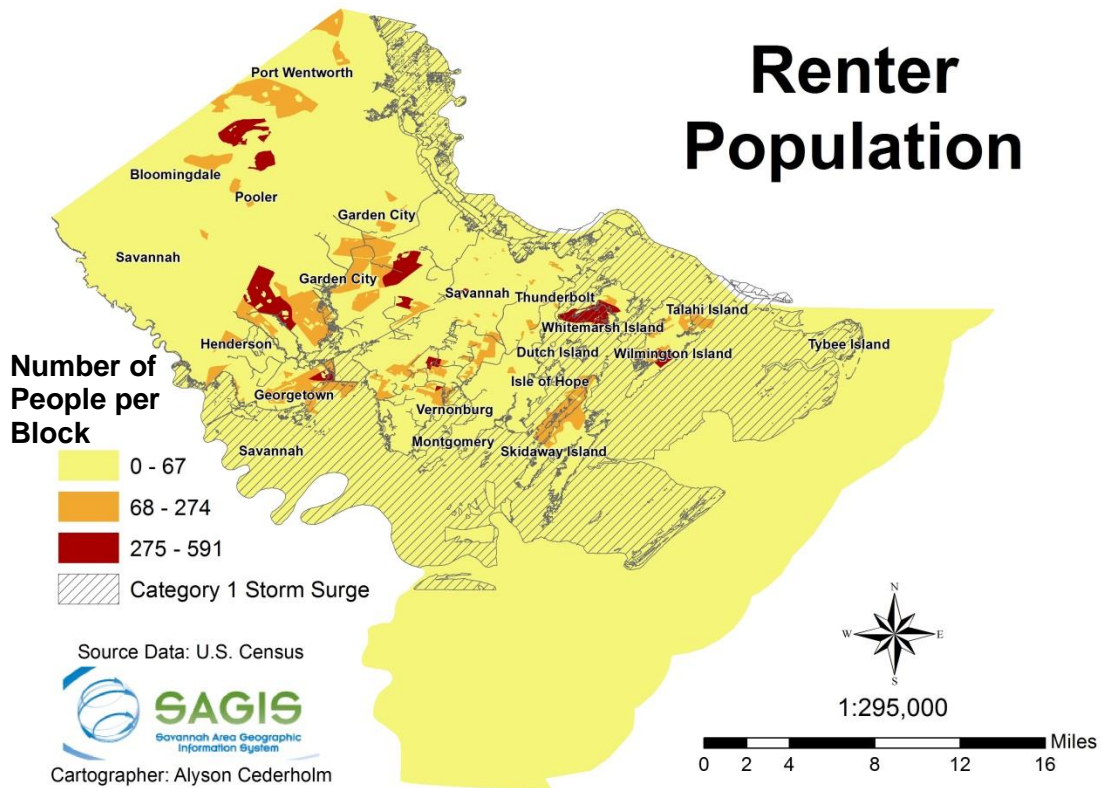 Renter
Population
Port Wentworth
Bloomingdale
Pooler
Garden City
Savannah
Garden City
Savannah
Thunderbolt
Talahi Island
Whitemarsh Island
Henderson
Dutch Island
Wilmington Island
Tybee Island
Isle of Hope
Georgetown
Vernonburg
Montgomery
Savannah
Skidaway Island
Number of
People per
Block
0 - 67
68 - 274
275 - 591
Category 1 Storm Surge
Source Data: U.S. Census
SAGIS
Savannah Area Geographic
Information System
Cartographer: Alyson Cederholm
N
W
E
S
1:295,000
Miles
0 2 4 8 12 16